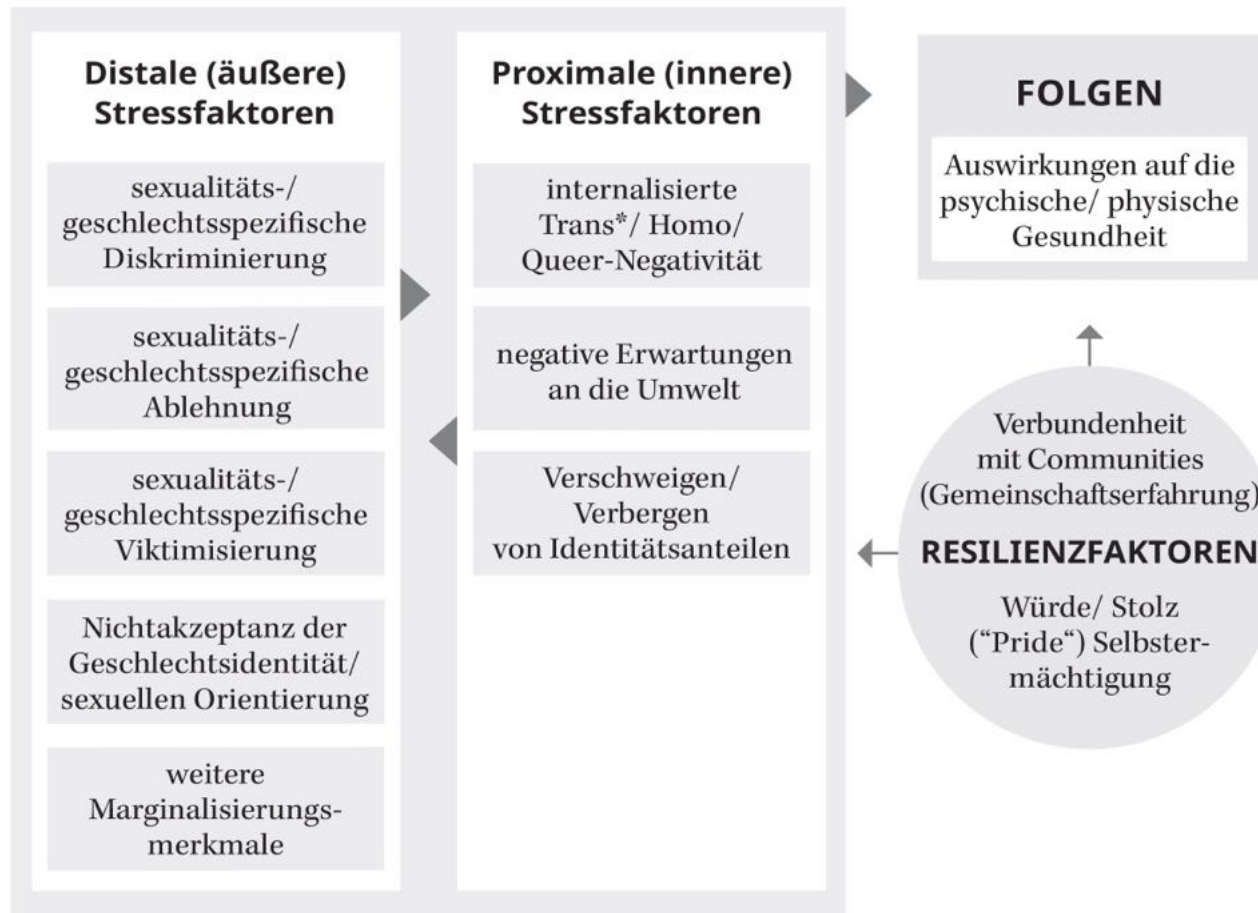 Distale (äußere)
Stressfaktoren
sexualitäts-/
geschlechtsspezifische
Diskriminierung
sexualitäts-/
geschlechtsspezifische
Ablehnung
sexualitäts-/
geschlechtsspezifische
Viktimisierung
Nichtakzeptanz der
Geschlechtsidentität/
sexuellen Orientierung
weitere
Marginalisierungs-
merkmale
Proximale (innere)
Stressfaktoren
internalisierte
Trans*/ Homo/
Queer-Negativität
negative Erwartungen
an die Umwelt
Verschweigen/
Verbergen
von Identitätsanteilen
FOLGEN
Auswirkungen auf die
psychische/ physische
Gesundheit
Verbundenheit
mit Communities
(Gemeinschaftserfahrung)
RESILIENZFAKTOREN
Würde/ Stolz
(“Pride“) Selbster-
mächtigung